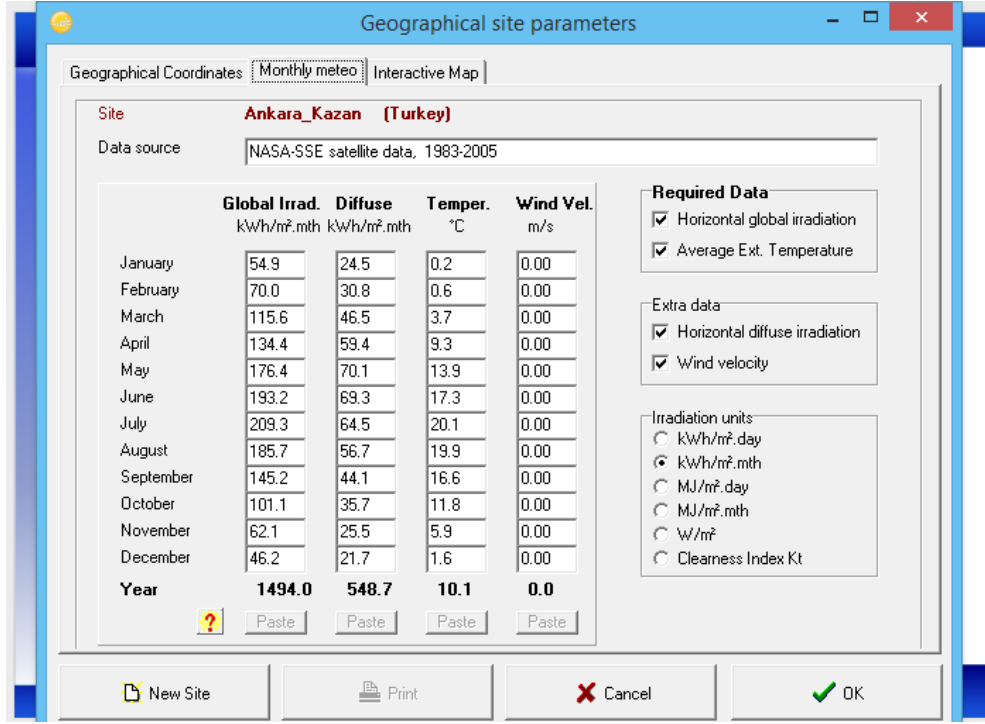 Geographical site parameters
Geographical Coordinates Monthly meteo Interactive Map
Site Ankara_Kazan (Turkey)
Data source NASA-SSE satellite data, 1983-2005
Global Irrad. Diffuse Temper. Wind Vel.
kWh/m².mth kWh/m².mth °C m/s
January 54.9 24.5 0.2 0.00
February 70.0 30.8 0.6 0.00
March 115.6 46.5 3.7 0.00
April 134.4 59.4 9.3 0.00
May 176.4 70.1 13.9 0.00
June 193.2 69.3 17.3 0.00
July 209.3 64.5 20.1 0.00
August 185.7 56.7 19.9 0.00
September 145.2 44.1 16.6 0.00
October 101.1 35.7 11.8 0.00
November 62.1 25.5 5.9 0.00
December 46.2 21.7 1.6 0.00
Year 1494.0 548.7 10.1 0.0
? Paste Paste Paste Paste
Required Data
Horizontal global irradiation
Average Ext. Temperature
Extra data
Horizontal diffuse irradiation
Wind velocity
Irradiation units
kWh/m².day
kWh/m².mth
MJ/m².day
MJ/m².mth
W/m²
Clearness Index Kt
New Site Print Cancel OK